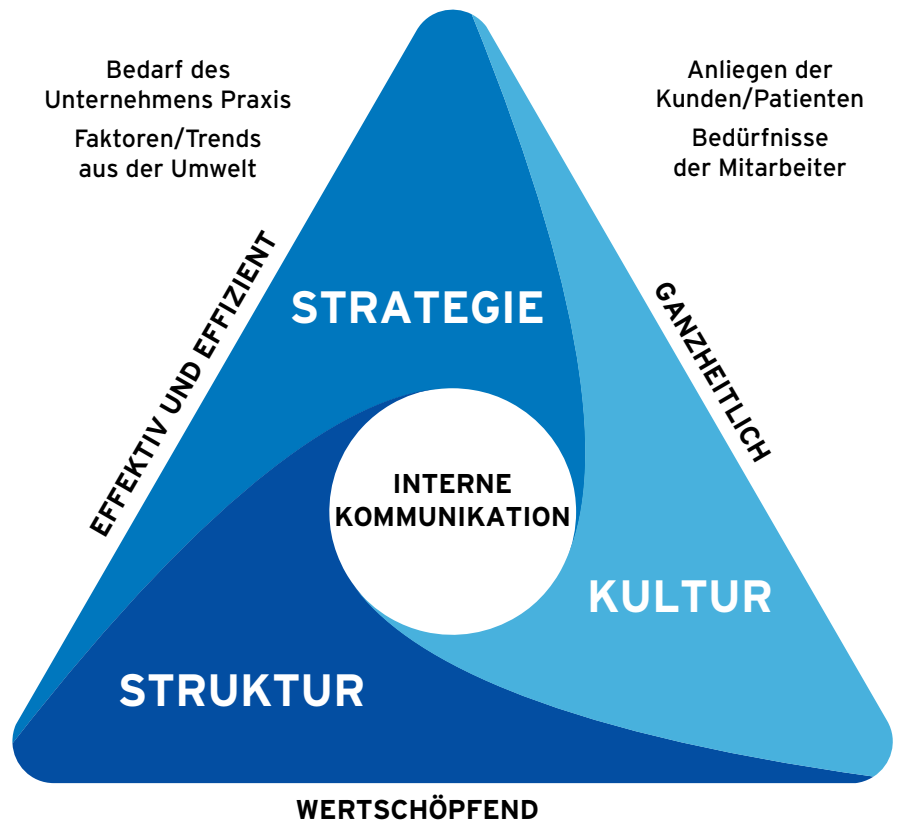 Bedarf des
Unternehmens Praxis
Faktoren/Trends
aus der Umwelt
Anliegen der
Kunden/Patienten
Bedürfnisse
der Mitarbeiter
EFFEKTIV UND EFFIZIENT
GANZHEITLICH
STRATEGIE
INTERNE
KOMMUNIKATION
KULTUR
STRUKTUR
WERTSCHÖPFEND